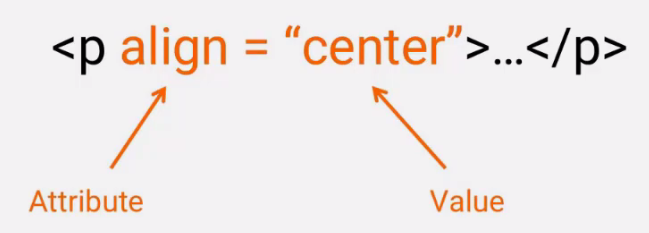 <p align = “center”>...</p>
Attribute
Value